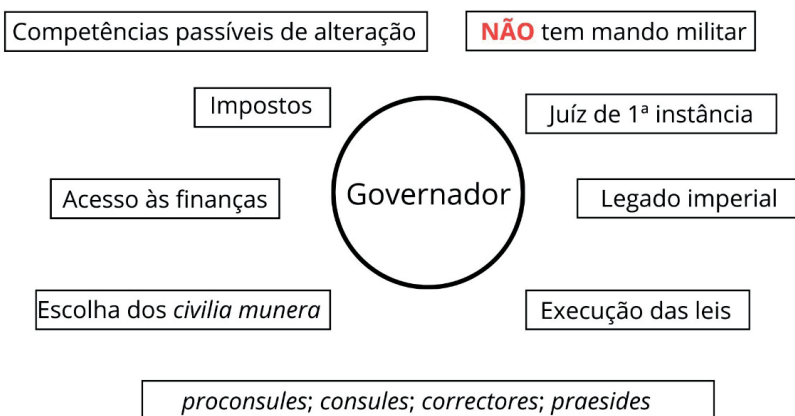 Competências passíveis de alteração
NÃO tem mando militar
Impostos
Juíz de 1ª instância
Governador
Acesso às finanças
Legado imperial
Escolha dos civilia munera
Execução das leis
proconsules; consules; correctores; praesides